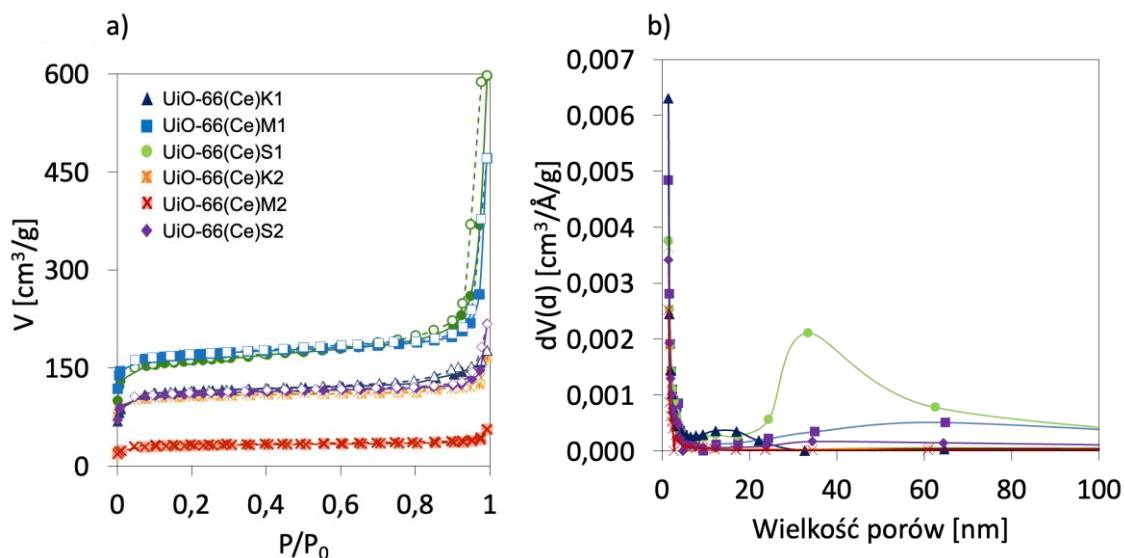 a)
V [cm³/g]
600
450
300
150
0
UiO-66(Ce)K1
UiO-66(Ce)M1
UiO-66(Ce)S1
UiO-66(Ce)K2
UiO-66(Ce)M2
UiO-66(Ce)S2
0 0,2 0,4 0,6 0,8 1
P/P₀
b)
dV(d) [cm³/Å/g]
0,007
0,006
0,005
0,004
0,003
0,002
0,001
0,000
0 20 40 60 80 100
Wielkość porów [nm]